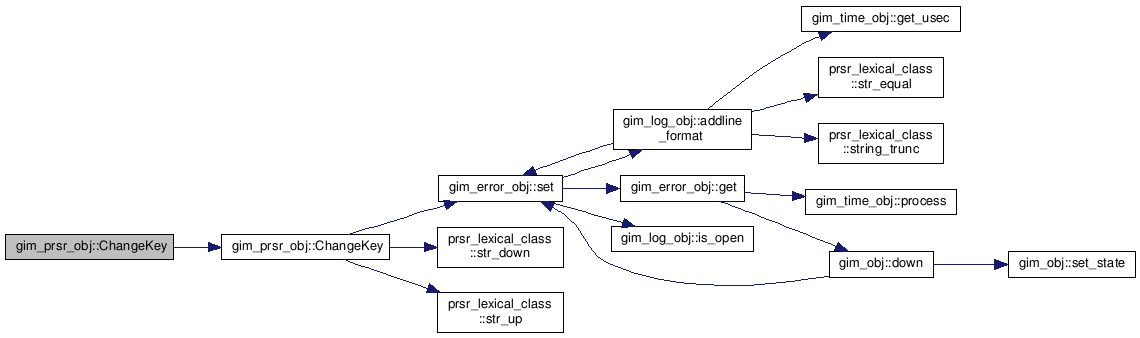 gim_prsr_obj::ChangeKey
gim_prsr_obj::ChangeKey
gim_error_obj::set
prsr_lexical_class
::str_down
prsr_lexical_class
::str_up
gim_log_obj::addline
_format
gim_error_obj::get
gim_log_obj::is_open
gim_time_obj::get_usec
prsr_lexical_class
::str_equal
prsr_lexical_class
::string_trunc
gim_time_obj::process
gim_obj::down
gim_obj::set_state